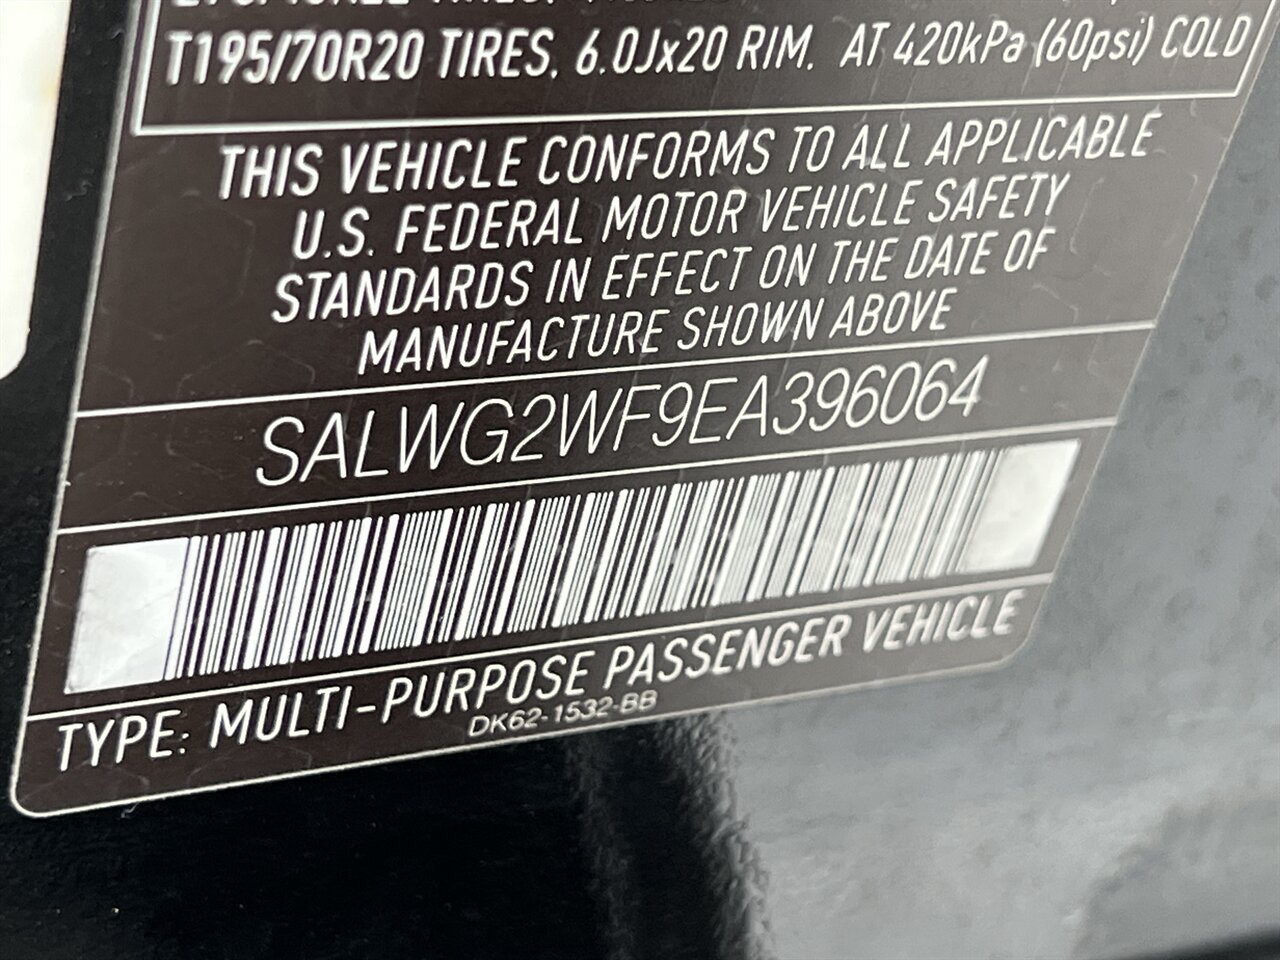 T195/70R20 TIRES. 6.0Jx20 RIM. AT 420kPa (60psi) COLD
THIS VEHICLE CONFORMS TO ALL APPLICABLE
U.S. FEDERAL MOTOR VEHICLE SAFETY
STANDARDS IN EFFECT ON THE DATE OF
MANUFACTURE SHOWN ABOVE
SALWG2WF9EA396064
TYPE: MULTI-PURPOSE PASSENGER VEHICLE
DK62-1532-BB